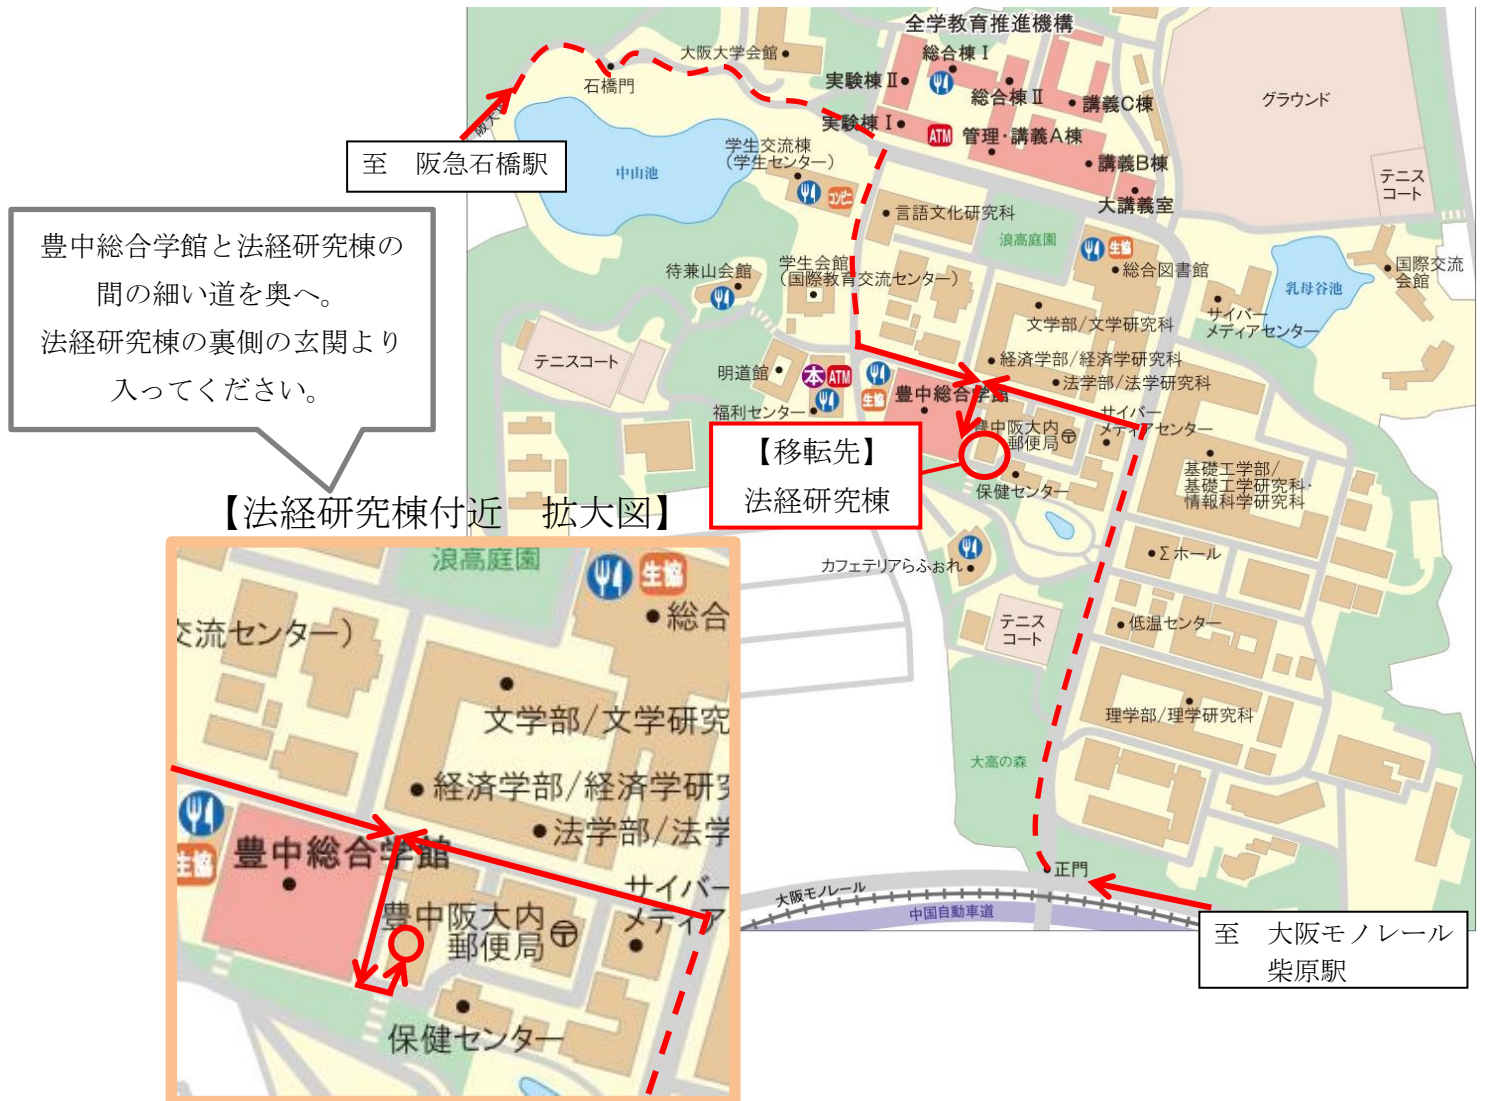 全学教育推進機構
大阪大学会館
総合棟Ⅰ
石橋門
実験棟Ⅱ
総合棟Ⅱ
講義C棟
グラウンド
実験棟Ⅰ
ATM
管理・講義A棟
学生交流棟
(学生センター)
講義B棟
至　阪急石橋駅
中山池
コンビニ
テニス
コート
大講義室
言語文化研究科
浪高庭園
生協
総合図書館
豊中総合学館と法経研究棟の
間の細い道を奥へ。
法経研究棟の裏側の玄関より
入ってください。
待兼山会館
学生会館
(国際教育交流センター)
国際交流
会館
乳母谷池
サイバー
メディアセンター
文学部/文学研究科
テニスコート
明道館
本
ATM
経済学部/経済学研究科
法学部/法学研究科
生協
豊中総合学館
福利センター
サイバー
メディアセンター
豊中阪大内
郵便局
【移転先】
法経研究棟
保健センター
基礎工学部/
基礎工学研究科・
情報科学研究科
【法経研究棟付近　拡大図】
Σホール
カフェテリアらふぉれ
テニス
コート
低温センター
理学部/理学研究科
大高の森
正門
大阪モノレール
中国自動車道
至　大阪モノレール
柴原駅
浪高庭園
生協
総合
交流センター)
文学部/文学研究
経済学部/経済学研究
法学部/法学
豊中総合学館
生協
サイバー
メディア
豊中阪大内
郵便局
保健センター